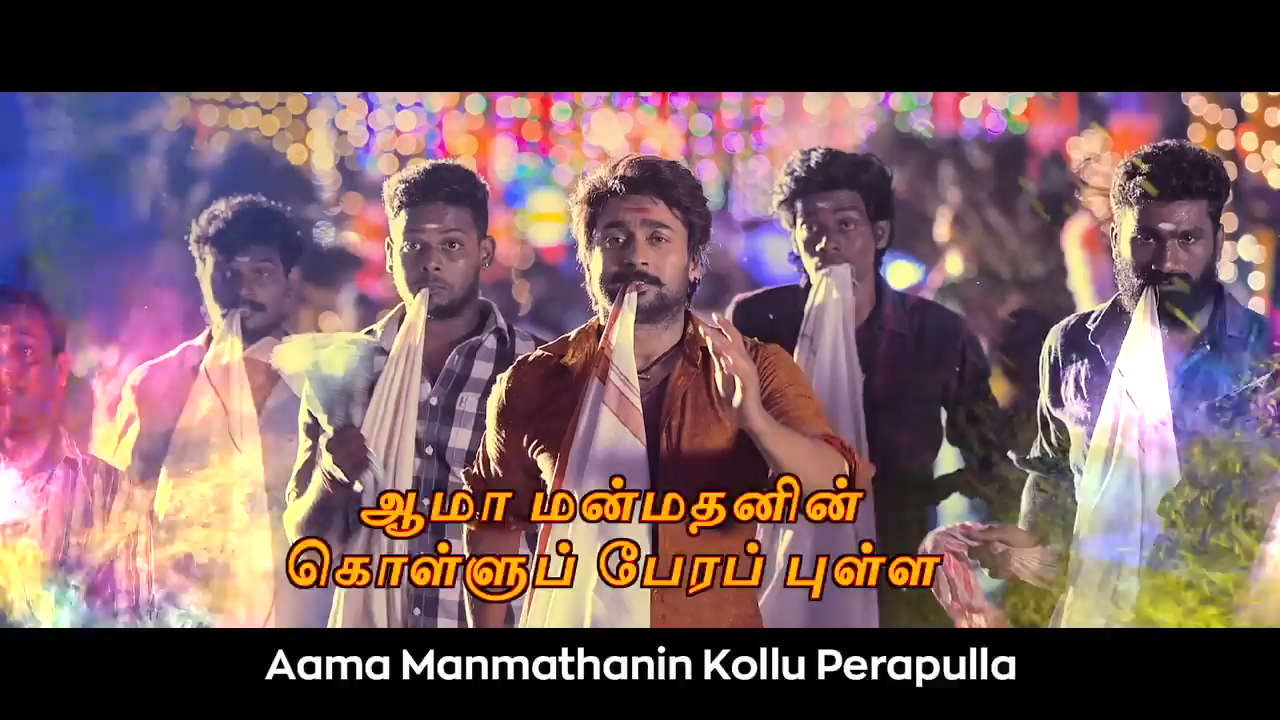 ஆமா மன்மதனின்
கொள்ளுப் பேரப் புள்ள
Aama Manmathanin Kollu Perapulla